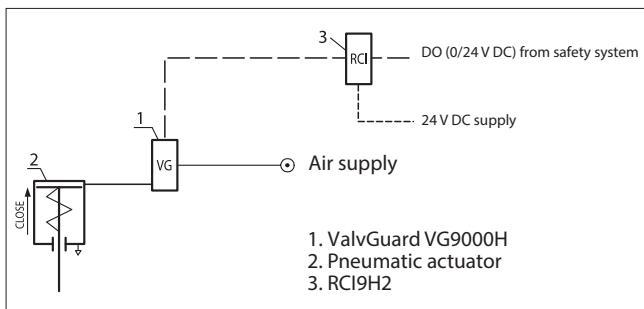 3
RCI
DO (0/24 V DC) from safety system
24 V DC supply
1
VG
Air supply
2
CLOSE
1. ValvGuard VG9000H
2. Pneumatic actuator
3. RCI9H2